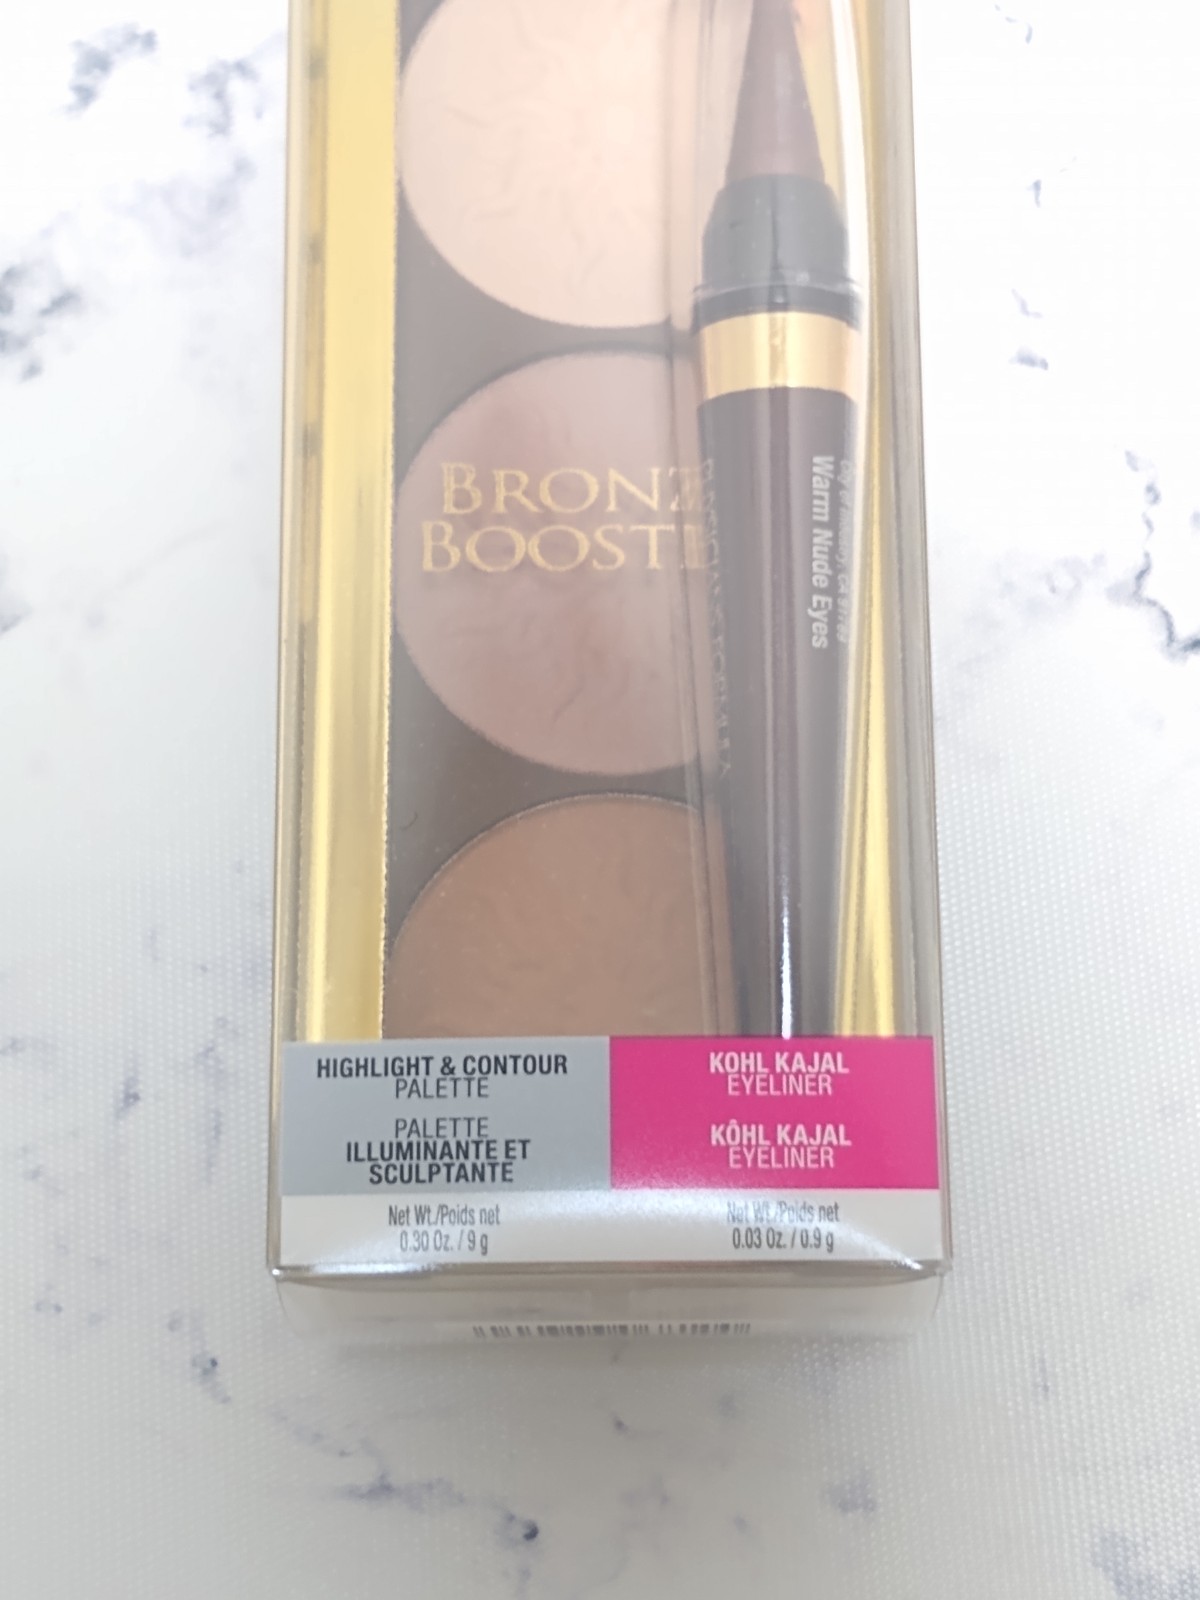 BRONZ
BOOSTE
Warm Nude Eyes
HIGHLIGHT & CONTOUR
PALETTE
PALETTE
ILLUMINANTE ET
SCULPTANTE
Net Wt./Poids net
0.30 Oz. / 9 g
KOHL KAJAL
EYELINER
KÔHL KAJAL
EYELINER
Net Wt./Poids net
0.03 Oz. / 0.9 g